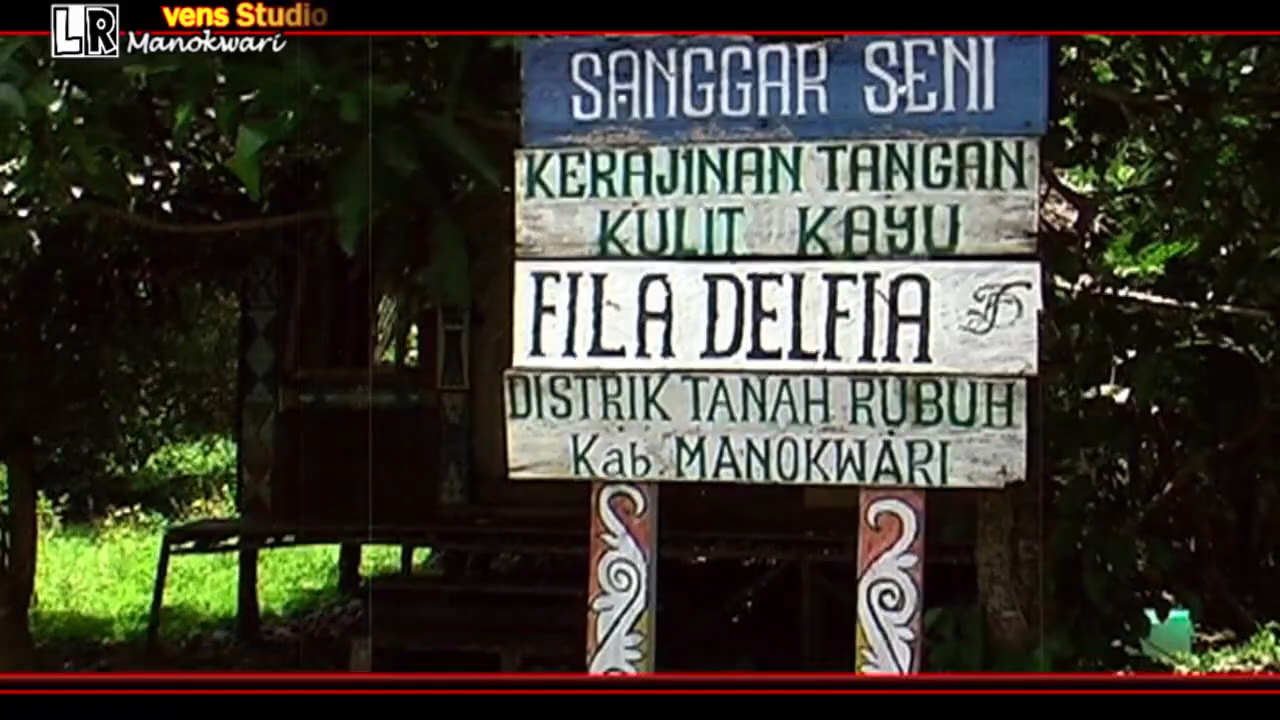 vens Studio
LR Manokwari
SANGGAR SENI
KERAJINAN TANGAN
KULIT KAYU
FILA DELFIA
DISTRIK TANAH RUBUH
Kab. MANOKWARI